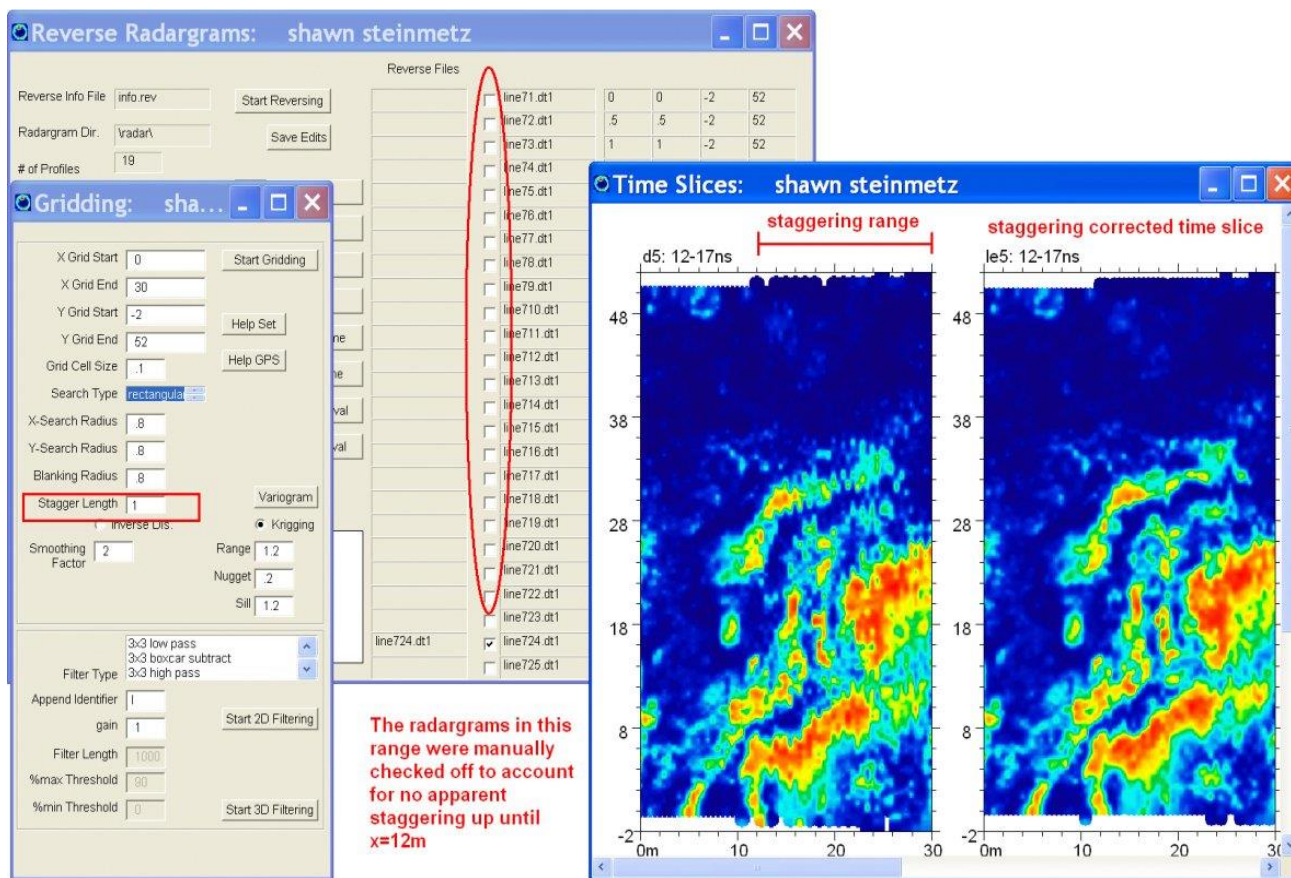 Reverse Radargrams: shawn steinmetz
Reverse Files
Reverse Info File info.rev Start Reversing
Radargram Dir. \radar\ Save Edits
# of Profiles 19
line71.dt1 0 0 -2 52
line72.dt1 .5 .5 -2 52
line73.dt1 1 1 -2 52
line74.dt1
line75.dt1
line76.dt1
line77.dt1
line78.dt1
line79.dt1
line710.dt1
line711.dt1
line712.dt1
line713.dt1
line714.dt1
line715.dt1
line716.dt1
line717.dt1
line718.dt1
line719.dt1
line720.dt1
line721.dt1
line722.dt1
line723.dt1
line724.dt1 line724.dt1
line725.dt1
Gridding: sha...
X Grid Start 0 Start Gridding
X Grid End 30
Y Grid Start -2
Help Set
Y Grid End 52
Grid Cell Size .1 Help GPS
Search Type rectangular
X-Search Radius .8
Y-Search Radius .8
Blanking Radius .8
Stagger Length 1 Variogram
Inverse Dis. Krigging
Smoothing Factor 2 Range 1.2
Nugget .2
Sill 1.2
3x3 low pass
3x3 boxcar subtract
Filter Type 3x3 high pass
Append Identifier l
gain 1 Start 2D Filtering
Filter Length 1000
%max Threshold 90
%min Threshold 0 Start 3D Filtering
The radargrams in this
range were manually
checked off to account
for no apparent
staggering up until
x=12m
Time Slices: shawn steinmetz
staggering range
staggering corrected time slice
d5: 12-17ns
le5: 12-17ns
48
38
28
18
8
-2
0m 10 20 30
48
38
28
18
8
-2
0m 10 20 30